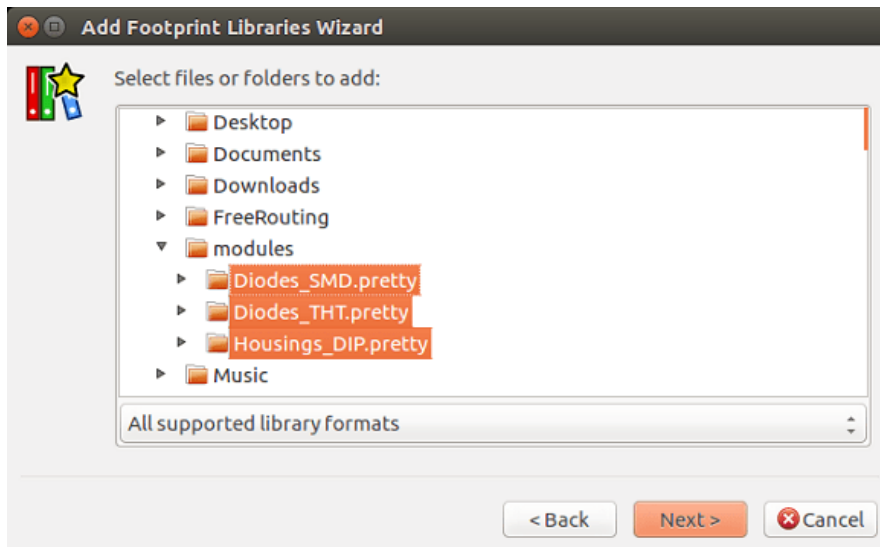 Add Footprint Libraries Wizard
Select files or folders to add:
Desktop
Documents
Downloads
FreeRouting
modules
Diodes_SMD.pretty
Diodes_THT.pretty
Housings_DIP.pretty
Music
All supported library formats
< Back Next > Cancel